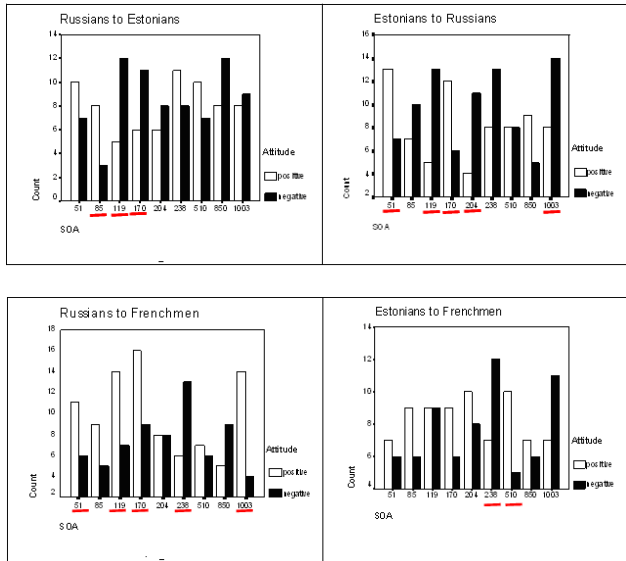 Russians to Estonians
14
12
10
8
6
4
2
0
Count
51 85 119 170 204 238 510 850 1003
SOA
Attitude
positive
negative
Estonians to Russians
16
14
12
10
8
6
4
2
Count
51 85 119 170 204 238 510 850 1003
SOA
Attitude
positive
negative
Russians to Frenchmen
18
16
14
12
10
8
6
4
2
Count
51 85 119 170 204 238 510 850 1003
SOA
Attitude
positive
negative
Estonians to Frenchmen
14
12
10
8
6
4
Count
51 85 119 170 204 238 510 850 1003
SOA
Attitude
positive
negative